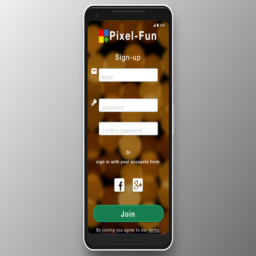 Pixel-Fun
Sign-up
email
password
confirm password
Or
sign in with your accounts from:
f
g+
Join
By joining you agree to our terms.